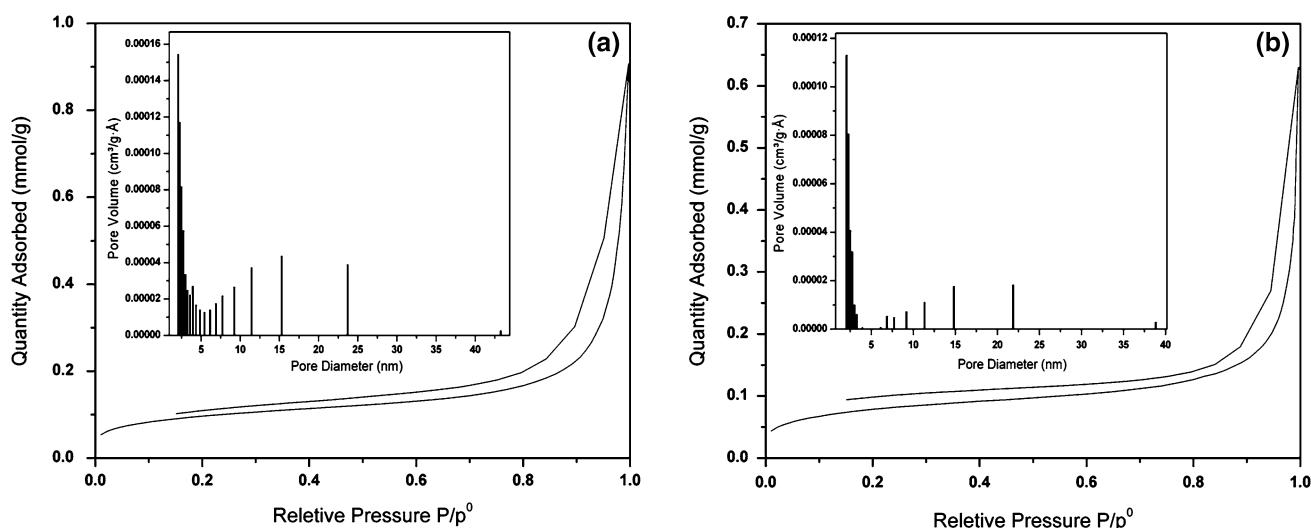 (a)
Quantity Adsorbed (mmol/g)
1.0
0.8
0.6
0.4
0.2
0.0
0.0 0.2 0.4 0.6 0.8 1.0
Reletive Pressure P/p⁰
Pore Volume (cm³/g·Å)
0.00016
0.00014
0.00012
0.00010
0.00008
0.00006
0.00004
0.00002
0.00000
5 10 15 20 25 30 35 40
Pore Diameter (nm)
(b)
Quantity Adsorbed (mmol/g)
0.7
0.6
0.5
0.4
0.3
0.2
0.1
0.0
0.0 0.2 0.4 0.6 0.8 1.0
Reletive Pressure P/p⁰
Pore Volume (cm³/g·Å)
0.00012
0.00010
0.00008
0.00006
0.00004
0.00002
0.00000
5 10 15 20 25 30 35 40
Pore Diameter (nm)